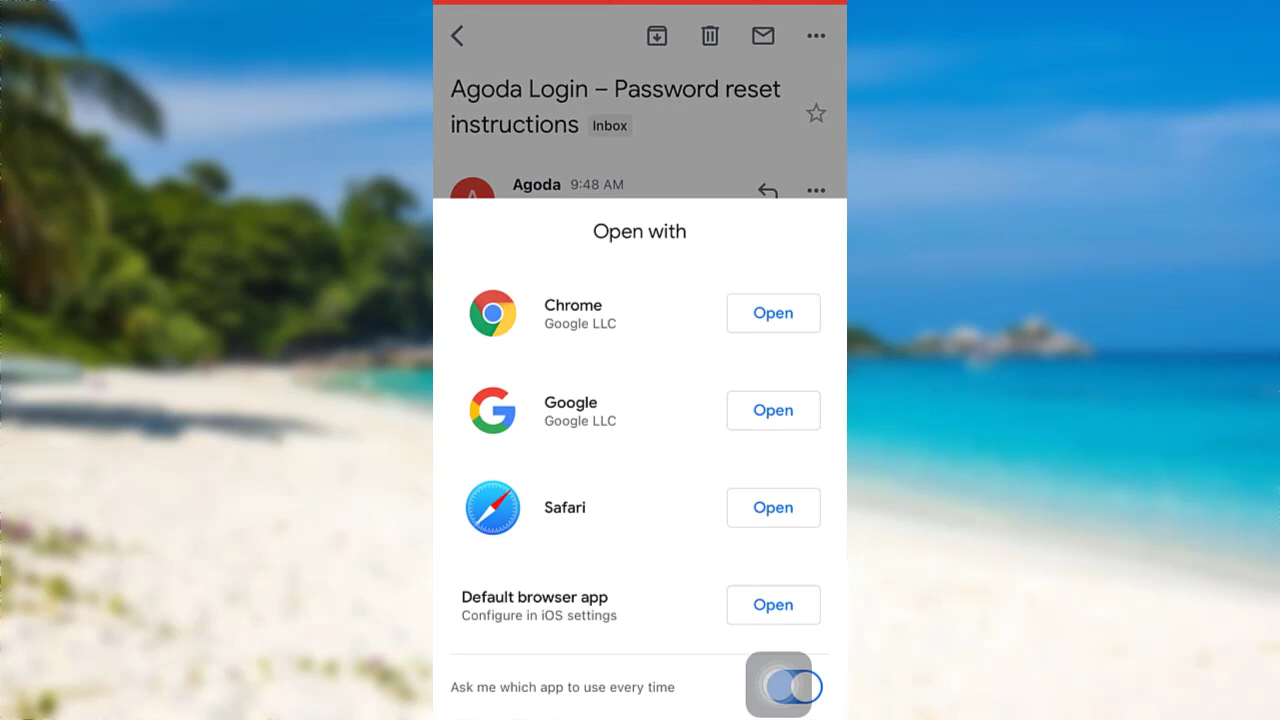 Agoda Login – Password reset
instructions Inbox
Agoda 9:48 AM
Open with
Chrome
Google LLC
Open
Google
Google LLC
Open
Safari
Open
Default browser app
Configure in iOS settings
Open
Ask me which app to use every time